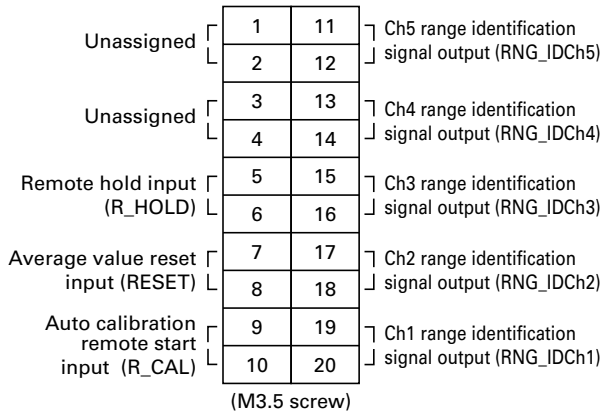 Unassigned
1 11
2 12
Ch5 range identification
signal output (RNG_IDCh5)
Unassigned
3 13
4 14
Ch4 range identification
signal output (RNG_IDCh4)
Remote hold input
(R_HOLD)
5 15
6 16
Ch3 range identification
signal output (RNG_IDCh3)
Average value reset
input (RESET)
7 17
8 18
Ch2 range identification
signal output (RNG_IDCh2)
Auto calibration
remote start
input (R_CAL)
9 19
10 20
Ch1 range identification
signal output (RNG_IDCh1)
(M3.5 screw)